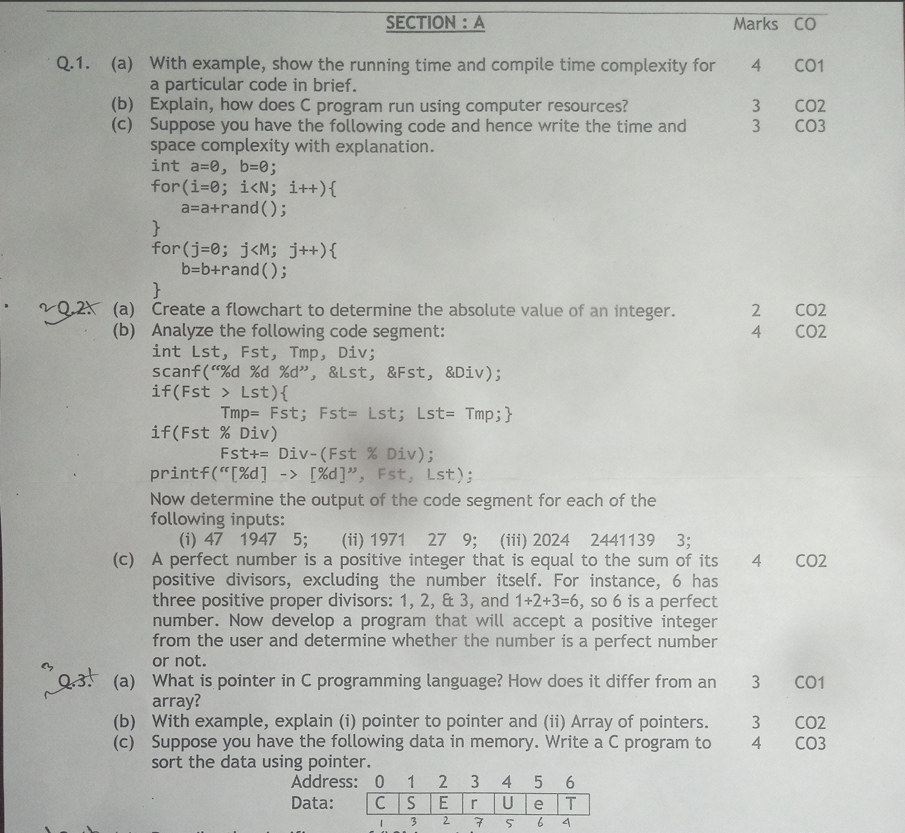 SECTION : A Marks CO
Q.1. (a) With example, show the running time and compile time complexity for 4 CO1
a particular code in brief.
(b) Explain, how does C program run using computer resources? 3 CO2
(c) Suppose you have the following code and hence write the time and 3 CO3
space complexity with explanation.
int a=0, b=0;
for(i=0; i<N; i++){
a=a+rand();
}
for(j=0; j<M; j++){
b=b+rand();
}
Q.2. (a) Create a flowchart to determine the absolute value of an integer. 2 CO2
(b) Analyze the following code segment: 4 CO2
int Lst, Fst, Tmp, Div;
scanf(“%d %d %d”, &Lst, &Fst, &Div);
if(Fst > Lst){
Tmp= Fst; Fst= Lst; Lst= Tmp;}
if(Fst % Div)
Fst+= Div-(Fst % Div);
printf(“[%d] -> [%d]”, Fst, Lst);
Now determine the output of the code segment for each of the
following inputs:
(i) 47 1947 5; (ii) 1971 27 9; (iii) 2024 2441139 3;
(c) A perfect number is a positive integer that is equal to the sum of its 4 CO2
positive divisors, excluding the number itself. For instance, 6 has
three positive proper divisors: 1, 2, & 3, and 1+2+3=6, so 6 is a perfect
number. Now develop a program that will accept a positive integer
from the user and determine whether the number is a perfect number
or not.
Q.3. (a) What is pointer in C programming language? How does it differ from an 3 CO1
array?
(b) With example, explain (i) pointer to pointer and (ii) Array of pointers. 3 CO2
(c) Suppose you have the following data in memory. Write a C program to 4 CO3
sort the data using pointer.
Address: 0 1 2 3 4 5 6
Data: C S E r U e T
1 3 2 7 5 6 4